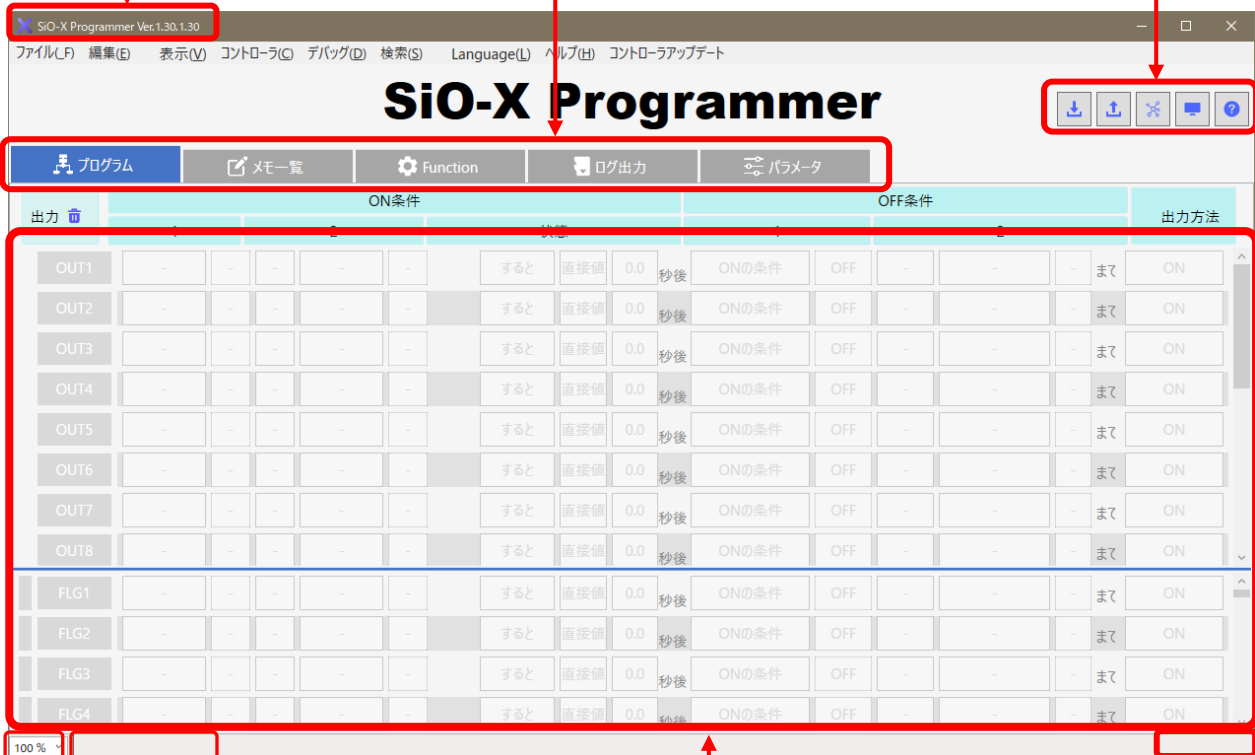 SiO-X Programmer Ver.1.30.1.30
ファイル(_F) 編集(E) 表示(V) コントローラ(C) デバッグ(D) 検索(S) Language(L) ヘルプ(H) コントローラアップデート
SiO-X Programmer
プログラム メモ一覧 Function ログ出力 パラメータ
出力 ON条件 OFF条件 出力方法
1 2 状態 1 2
OUT1 - - - - - すると 直接値 0.0 秒後 ONの条件 OFF - - - まで ON
OUT2 - - - - - すると 直接値 0.0 秒後 ONの条件 OFF - - - まで ON
OUT3 - - - - - すると 直接値 0.0 秒後 ONの条件 OFF - - - まで ON
OUT4 - - - - - すると 直接値 0.0 秒後 ONの条件 OFF - - - まで ON
OUT5 - - - - - すると 直接値 0.0 秒後 ONの条件 OFF - - - まで ON
OUT6 - - - - - すると 直接値 0.0 秒後 ONの条件 OFF - - - まで ON
OUT7 - - - - - すると 直接値 0.0 秒後 ONの条件 OFF - - - まで ON
OUT8 - - - - - すると 直接値 0.0 秒後 ONの条件 OFF - - - まで ON
FLG1 - - - - - すると 直接値 0.0 秒後 ONの条件 OFF - - - まで ON
FLG2 - - - - - すると 直接値 0.0 秒後 ONの条件 OFF - - - まで ON
FLG3 - - - - - すると 直接値 0.0 秒後 ONの条件 OFF - - - まで ON
FLG4 - - - - - すると 直接値 0.0 秒後 ONの条件 OFF - - - まで ON
100 %